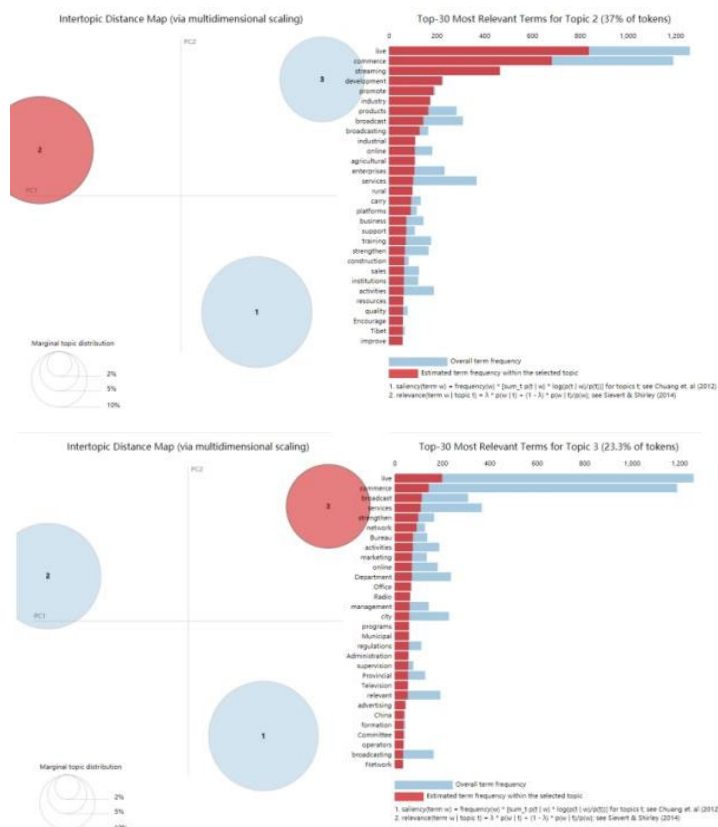 Intertopic Distance Map (via multidimensional scaling)
PC2
3
2
PC1
1
Marginal topic distribution
2%
5%
10%
Top-30 Most Relevant Terms for Topic 2 (37% of tokens)
0 200 400 600 800 1,000 1,200
live
commerce
streaming
development
promote
industry
products
broadcast
broadcasting
industrial
online
agricultural
enterprises
services
rural
carry
platforms
business
support
training
strengthen
construction
sales
institutions
activities
resources
quality
Encourage
Tibet
improve
Overall term frequency
Estimated term frequency within the selected topic
1. saliency(term w) = frequency(w) * [sum_t p(t | w) * log(p(t | w)/p(t))] for topics t; see Chuang et. al (2012)
2. relevance(term w | topic t) = λ * p(w | t) + (1 - λ) * p(w | t)/p(w); see Sievert & Shirley (2014)
Intertopic Distance Map (via multidimensional scaling)
PC2
3
2
PC1
1
Marginal topic distribution
2%
5%
10%
Top-30 Most Relevant Terms for Topic 3 (23.3% of tokens)
0 200 400 600 800 1,000 1,200
live
commerce
broadcast
services
strengthen
network
Bureau
activities
marketing
online
Department
Office
Radio
management
city
programs
Municipal
regulations
Administration
supervision
Provincial
Television
relevant
advertising
China
formation
Committee
operators
broadcasting
Network
Overall term frequency
Estimated term frequency within the selected topic
1. saliency(term w) = frequency(w) * [sum_t p(t | w) * log(p(t | w)/p(t))] for topics t; see Chuang et. al (2012
2. relevance(term w | topic t) = λ * p(w | t) + (1 - λ) * p(w | t)/p(w); see Sievert & Shirley (2014)